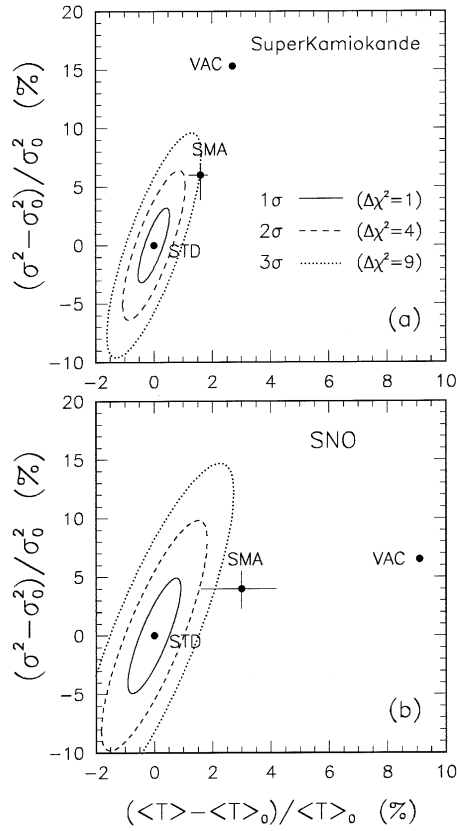 20
SuperKamiokande
VAC
15
10
SMA
5
1σ (Δχ²=1)
2σ (Δχ²=4)
0
STD
3σ (Δχ²=9)
−5
(a)
−10
−2 0 2 4 6 8 10
(σ²−σ₀²)/σ₀² (%)
20
SNO
15
10
SMA
VAC
5
0
STD
−5
(b)
−10
−2 0 2 4 6 8 10
(σ²−σ₀²)/σ₀² (%)
(<T>−<T>₀)/<T>₀ (%)